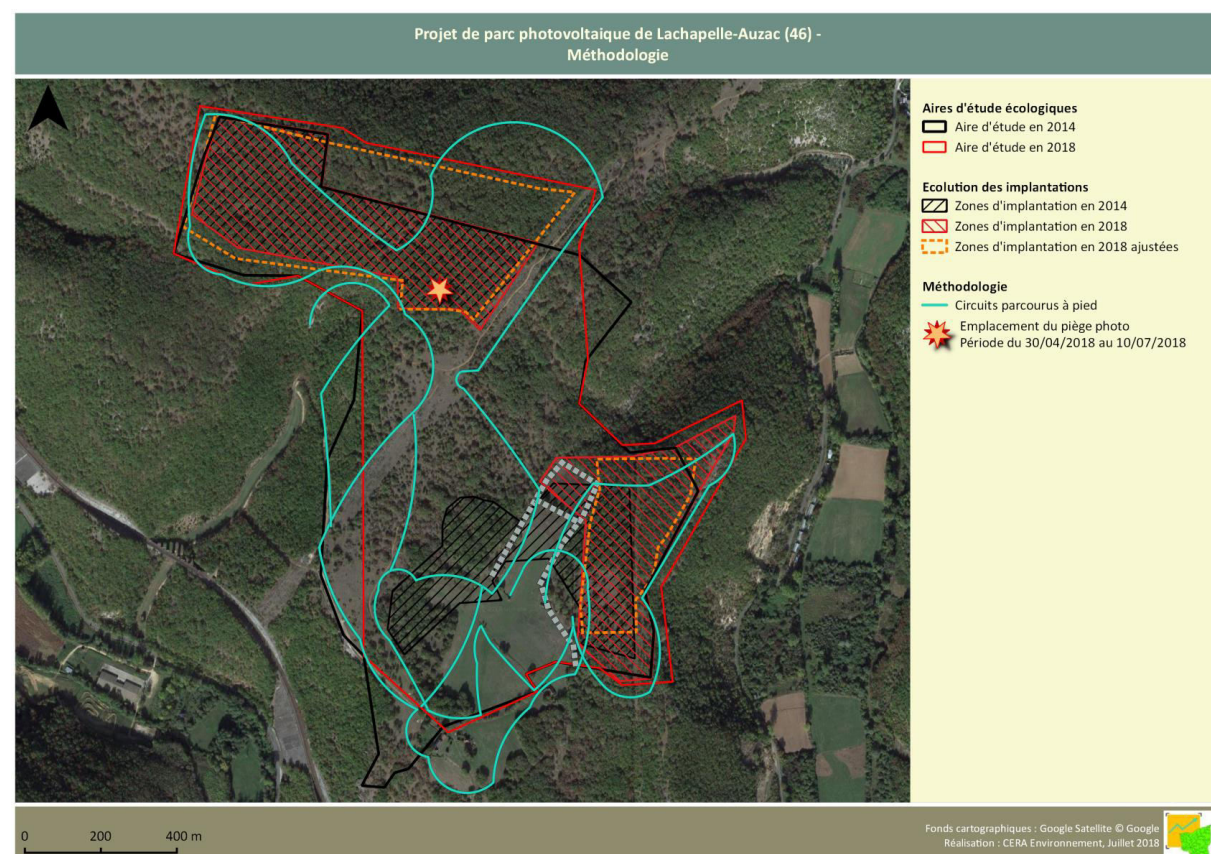 Projet de parc photovoltaique de Lachapelle-Auzac (46) -
Méthodologie
Aires d'étude écologiques
Aire d'étude en 2014
Aire d'étude en 2018
Ecolution des implantations
Zones d'implantation en 2014
Zones d'implantation en 2018
Zones d'implantation en 2018 ajustées
Méthodologie
Circuits parcourus à pied
Emplacement du piège photo
Période du 30/04/2018 au 10/07/2018
0 200 400 m
Fonds cartographiques : Google Satellite © Google
Réalisation : CERA Environnement, Juillet 2018